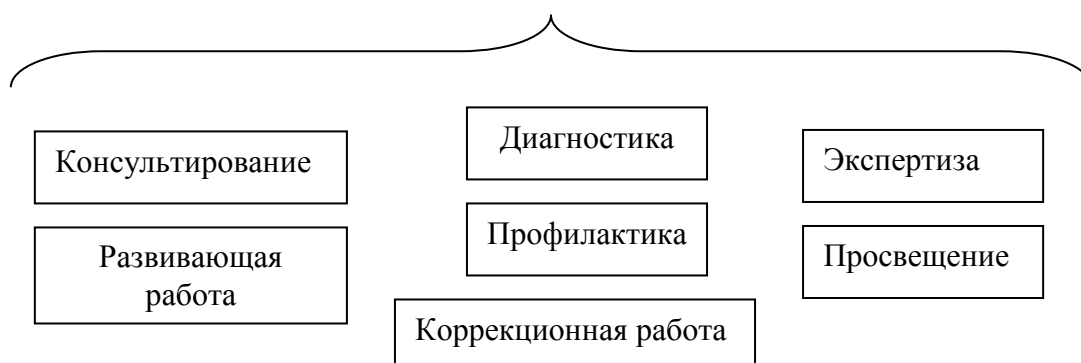 Консультирование
Диагностика
Экспертиза
Развивающая
работа
Профилактика
Просвещение
Коррекционная работа